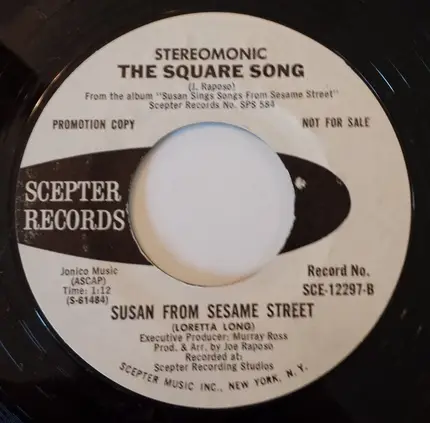 STEREOMONIC
THE SQUARE SONG
(J. Raposo)
From the album "Susan Sings Songs From Sesame Street"
Scepter Records No. SPS 584
PROMOTION COPY
NOT FOR SALE
SCEPTER
RECORDS
Jonico Music
(ASCAP)
Time: 1:12
(S-61484)
Record No.
SCE-12297-B
SUSAN FROM SESAME STREET
(LORETTA LONG)
Executive Producer: Murray Ross
Prod. & Arr. by Joe Raposo
Recorded at:
Scepter Recording Studios
SCEPTER MUSIC INC., NEW YORK, N. Y.